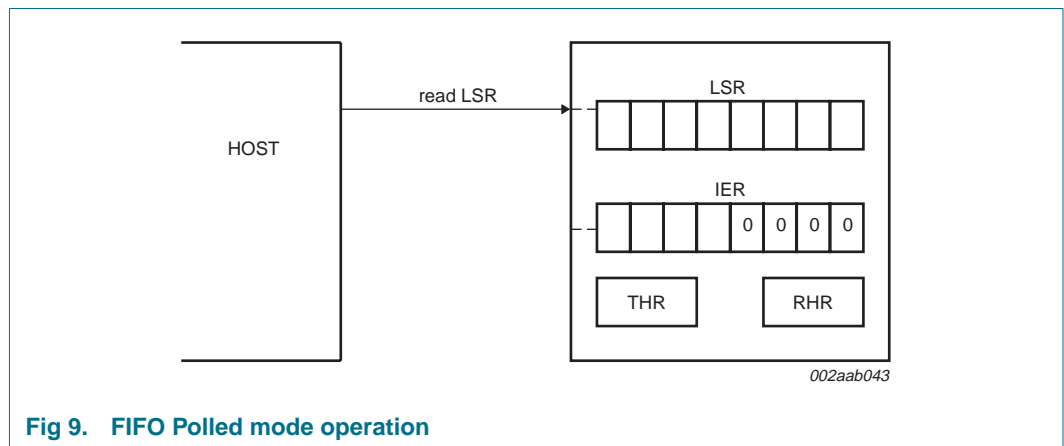 read LSR
LSR
HOST
IER
0 0 0 0
THR RHR
002aab043
Fig 9. FIFO Polled mode operation